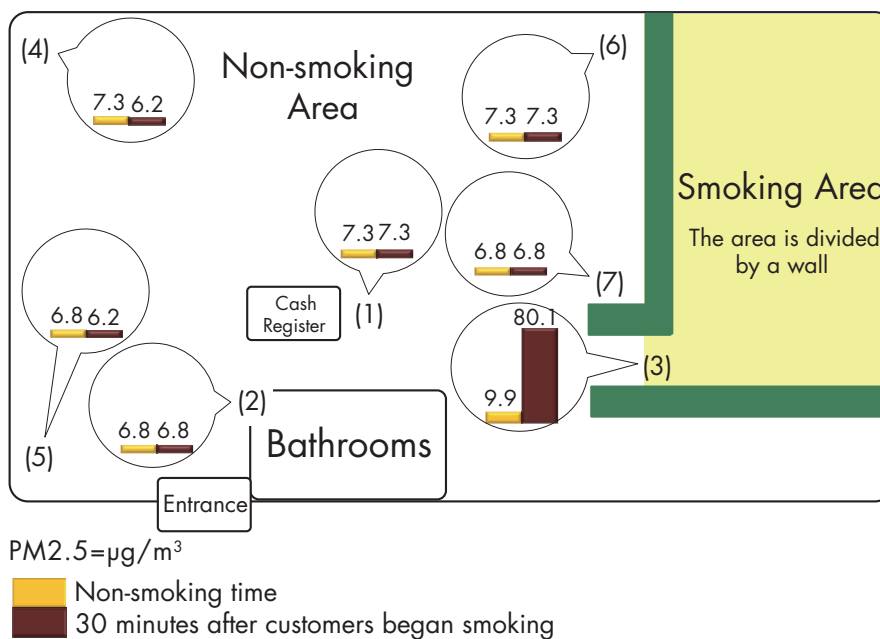 (4)
7.3 6.2
Non-smoking
Area
(6)
7.3 7.3
Smoking Area
The area is divided
by a wall
7.3 7.3
6.8 6.8
(7)
Cash
Register
(1)
6.8 6.2
80.1
9.9
(3)
(2)
6.8 6.8
(5)
Bathrooms
Entrance
PM2.5=µg/m³
Non-smoking time
30 minutes after customers began smoking